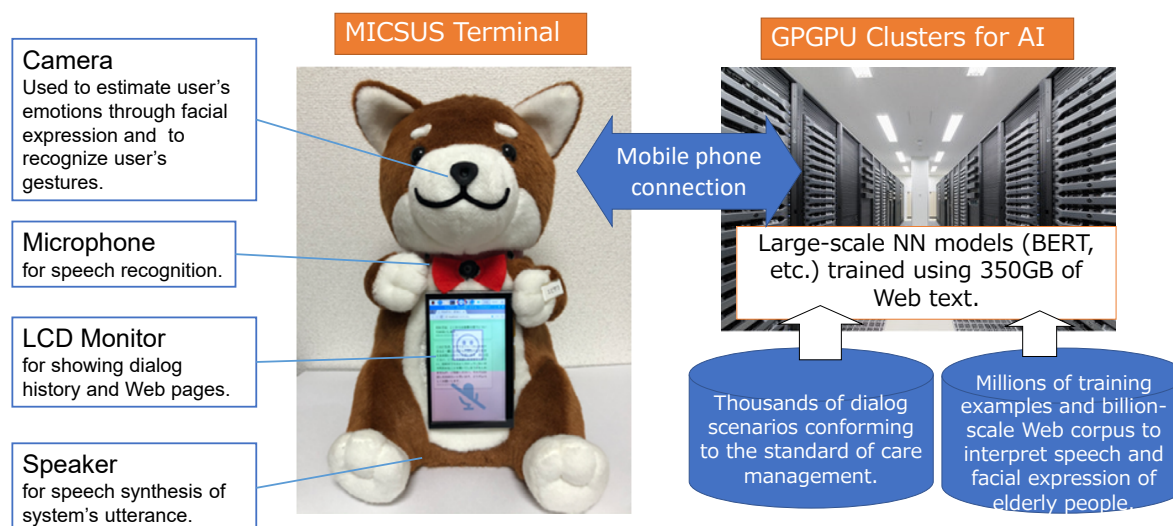 MICSUS Terminal
GPGPU Clusters for AI
Camera
Used to estimate user's
emotions through facial
expression and to
recognize user's
gestures.
Microphone
for speech recognition.
LCD Monitor
for showing dialog
history and Web pages.
Speaker
for speech synthesis of
system's utterance.
Mobile phone
connection
Large-scale NN models (BERT,
etc.) trained using 350GB of
Web text.
Thousands of dialog
scenarios conforming
to the standard of care
management.
Millions of training
examples and billion-
scale Web corpus to
interpret speech and
facial expression of
elderly people.